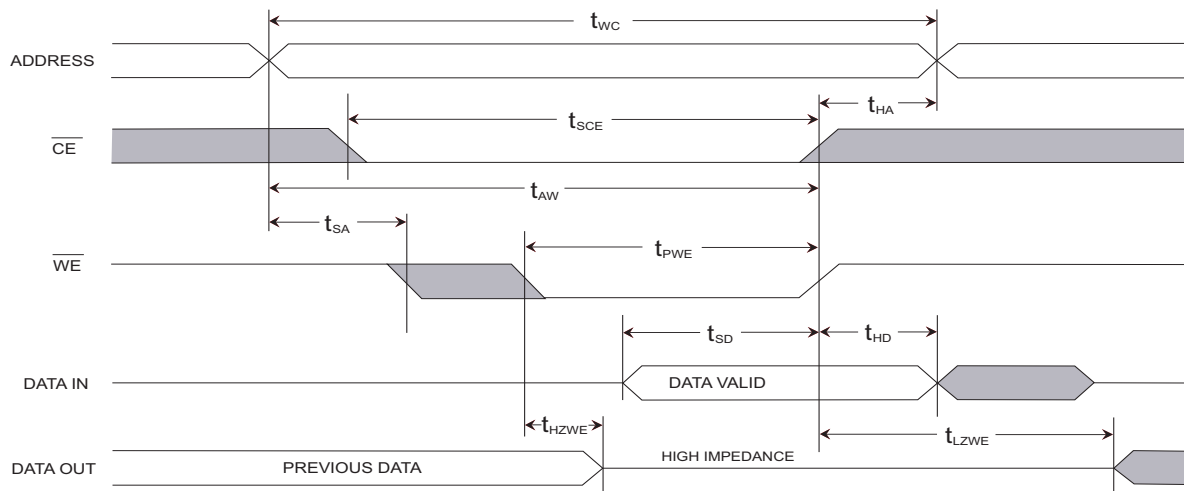 tWC
ADDRESS
tHA
tSCE
CE
tAW
tSA
tPWE
WE
tSD
tHD
DATA IN
DATA VALID
tHZWE
tLZWE
DATA OUT
PREVIOUS DATA
HIGH IMPEDANCE